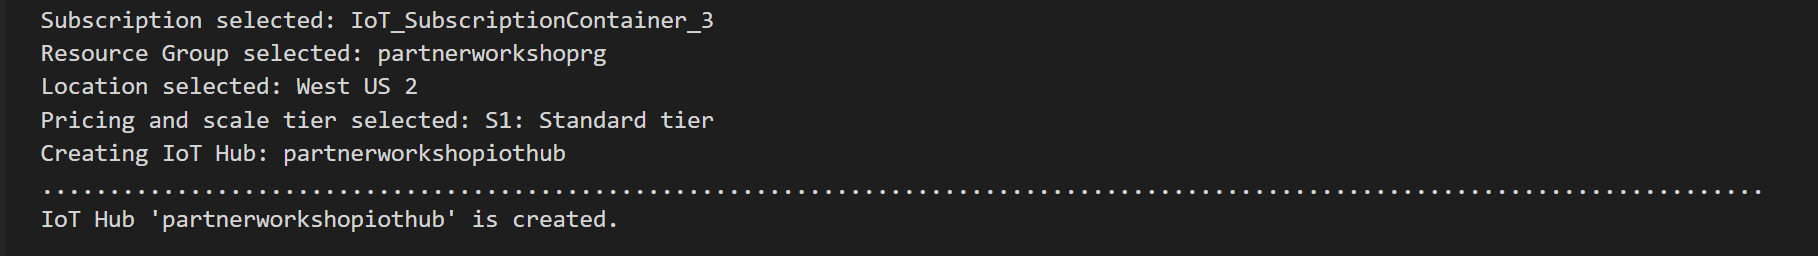 Subscription selected: IoT_SubscriptionContainer_3
Resource Group selected: partnerworkshoprg
Location selected: West US 2
Pricing and scale tier selected: S1: Standard tier
Creating IoT Hub: partnerworkshopiothub
................................................................................................................................
IoT Hub 'partnerworkshopiothub' is created.